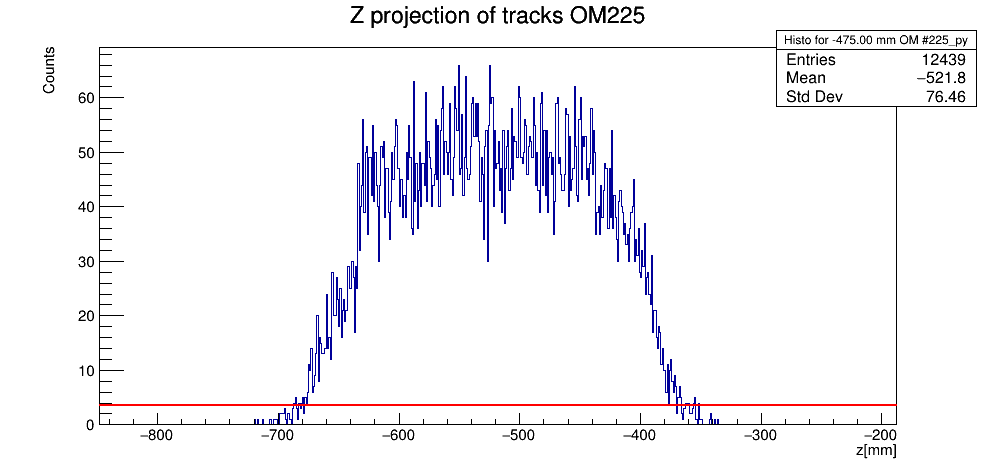 Z projection of tracks OM225
Histo for -475.00 mm OM #225_py
Entries 12439
Mean −521.8
Std Dev 76.46
Counts
60
50
40
30
20
10
0
−800 −700 −600 −500 −400 −300 −200
z[mm]